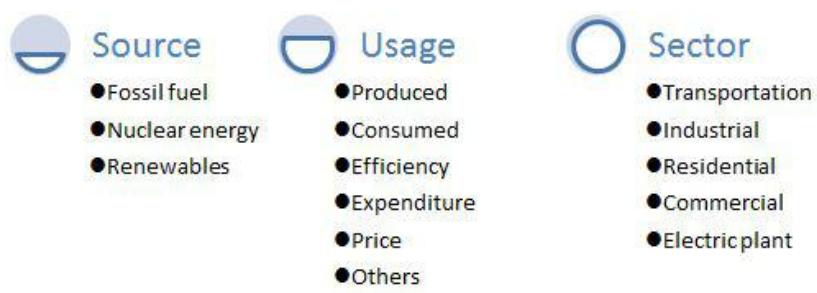 Source
●Fossil fuel
●Nuclear energy
●Renewables
Usage
●Produced
●Consumed
●Efficiency
●Expenditure
●Price
●Others
Sector
●Transportation
●Industrial
●Residential
●Commercial
●Electric plant